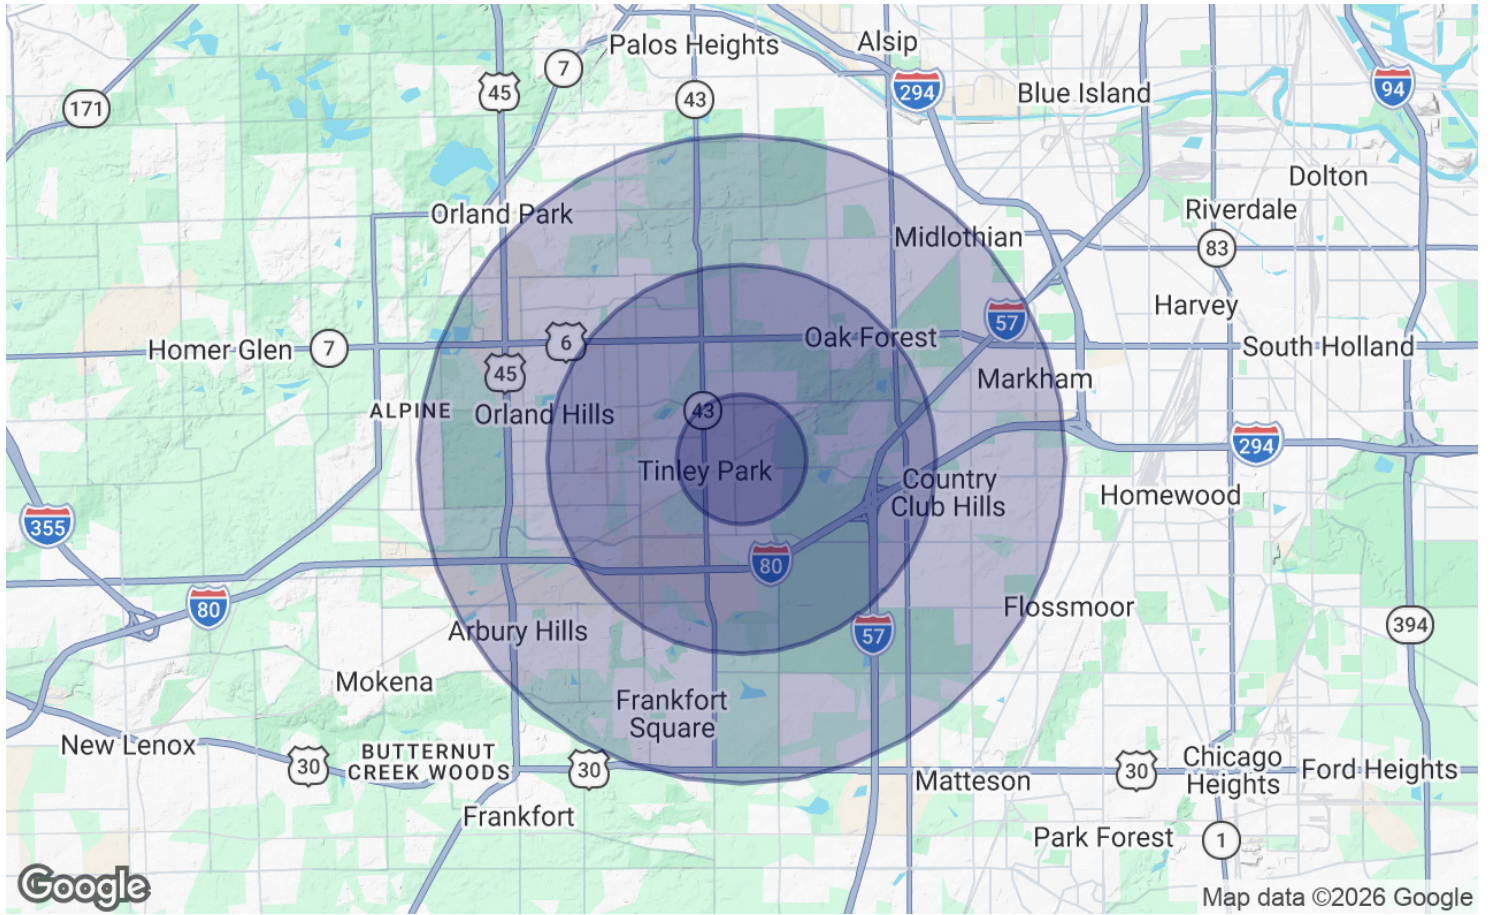 Palos Heights
Alsip
7
45
43
294
94
171
Blue Island
Dolton
Riverdale
Orland Park
Midlothian
83
Harvey
57
6
Oak Forest
Homer Glen
7
South Holland
45
Markham
ALPINE
Orland Hills
43
294
Tinley Park
Country
Club Hills
Homewood
355
80
80
Flossmoor
394
57
Arbury Hills
Mokena
Frankfort
Square
New Lenox
BUTTERNUT
CREEK WOODS
30
30
30
Matteson
Chicago
Heights
Ford Heights
Frankfort
Park Forest
1
Google
Map data ©2026 Google